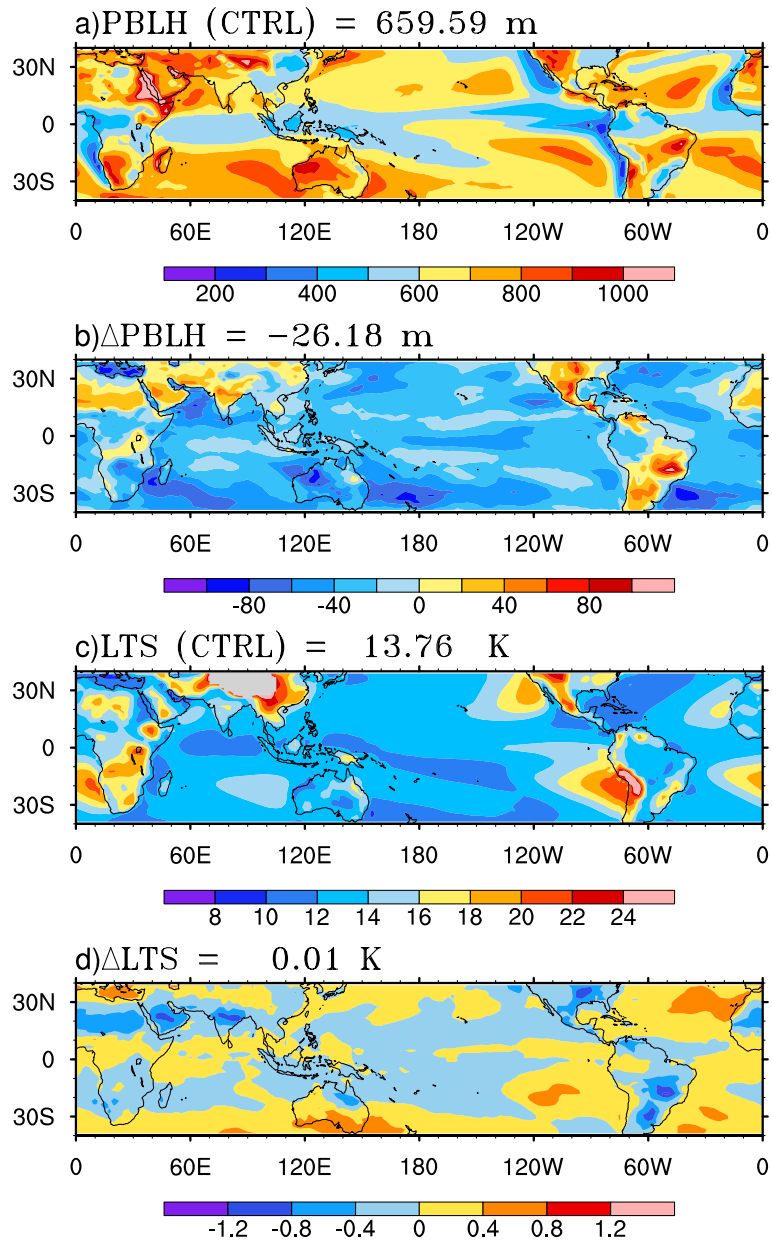 a)PBLH (CTRL) = 659.59 m
30N
0
30S
0 60E 120E 180 120W 60W 0
200 400 600 800 1000
b)△PBLH = −26.18 m
30N
0
30S
0 60E 120E 180 120W 60W 0
-80 -40 0 40 80
c)LTS (CTRL) = 13.76 K
30N
0
30S
0 60E 120E 180 120W 60W 0
8 10 12 14 16 18 20 22 24
d)△LTS = 0.01 K
30N
0
30S
0 60E 120E 180 120W 60W 0
-1.2 -0.8 -0.4 0 0.4 0.8 1.2